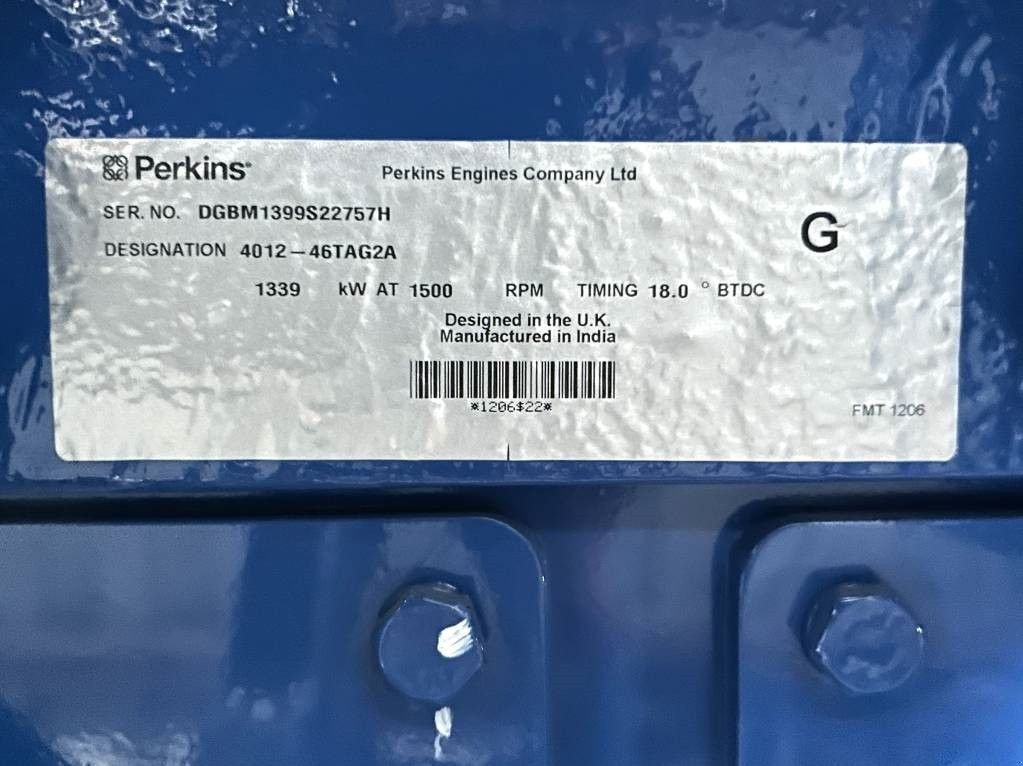 Perkins Perkins Engines Company Ltd
SER. NO. DGBM1399S22757H
G
DESIGNATION 4012-46TAG2A
1339 kW AT 1500 RPM TIMING 18.0 ° BTDC
Designed in the U.K.
Manufactured in India
*1206$22*
FMT 1206